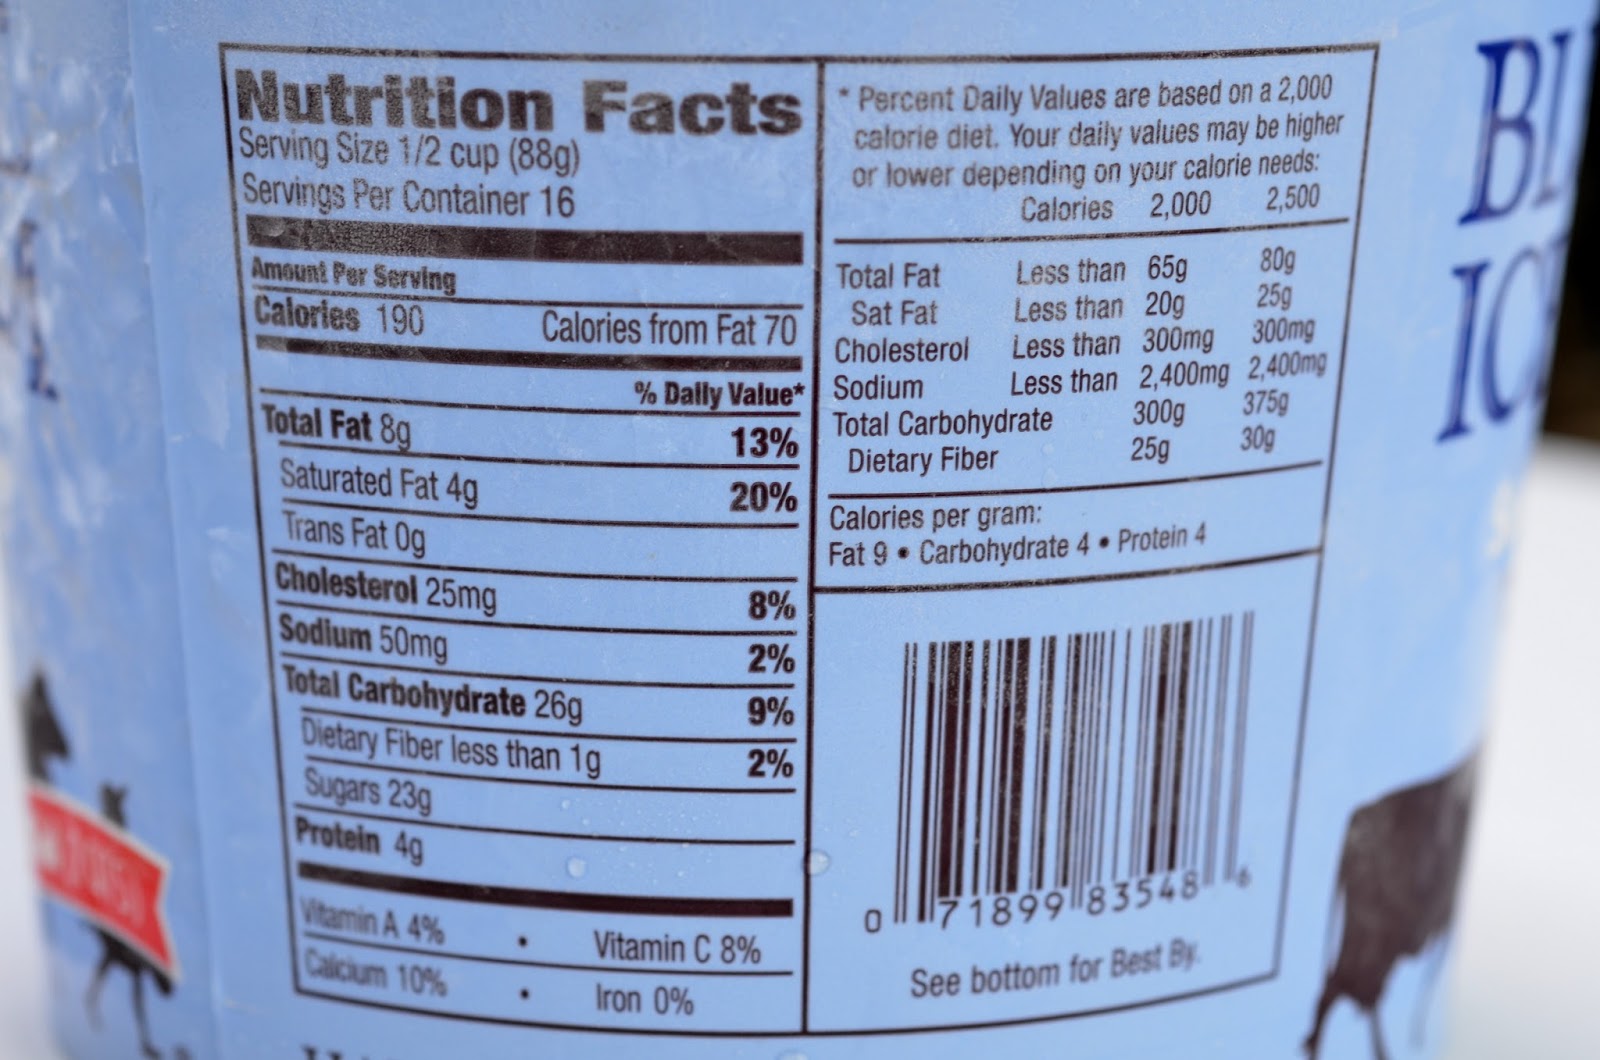 Nutrition Facts
Serving Size 1/2 cup (88g)
Servings Per Container 16
Amount Per Serving
Calories 190 Calories from Fat 70
% Daily Value*
Total Fat 8g 13%
Saturated Fat 4g 20%
Trans Fat 0g
Cholesterol 25mg 8%
Sodium 50mg 2%
Total Carbohydrate 26g 9%
Dietary Fiber less than 1g 2%
Sugars 23g
Protein 4g
Vitamin A 4% • Vitamin C 8%
Calcium 10% • Iron 0%
* Percent Daily Values are based on a 2,000
calorie diet. Your daily values may be higher
or lower depending on your calorie needs:
Calories 2,000 2,500
Total Fat Less than 65g 80g
Sat Fat Less than 20g 25g
Cholesterol Less than 300mg 300mg
Sodium Less than 2,400mg 2,400mg
Total Carbohydrate 300g 375g
Dietary Fiber 25g 30g
Calories per gram:
Fat 9 • Carbohydrate 4 • Protein 4
0 71899 83548 6
See bottom for Best By.
BL
IC